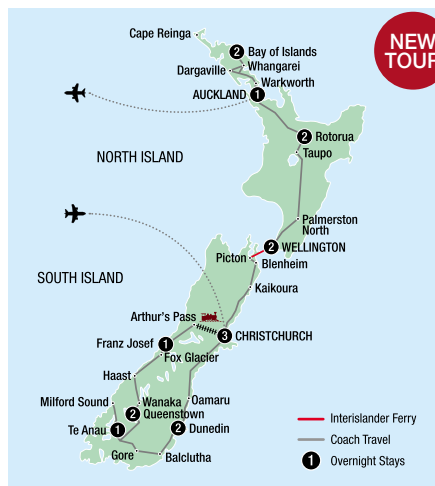 NEW
TOUR
Cape Reinga
2
Bay of Islands
Whangarei
Dargaville
Warkworth
AUCKLAND
1
2
Rotorua
Taupo
NORTH ISLAND
Palmerston
North
2
WELLINGTON
Picton
Blenheim
SOUTH ISLAND
Kaikoura
Arthur's Pass
3
CHRISTCHURCH
Franz Josef
1
Fox Glacier
Haast
Milford Sound
Wanaka
Oamaru
2
Queenstown
Te Anau
1
2
Dunedin
Gore
Balclutha
Interislander Ferry
Coach Travel
1
Overnight Stays